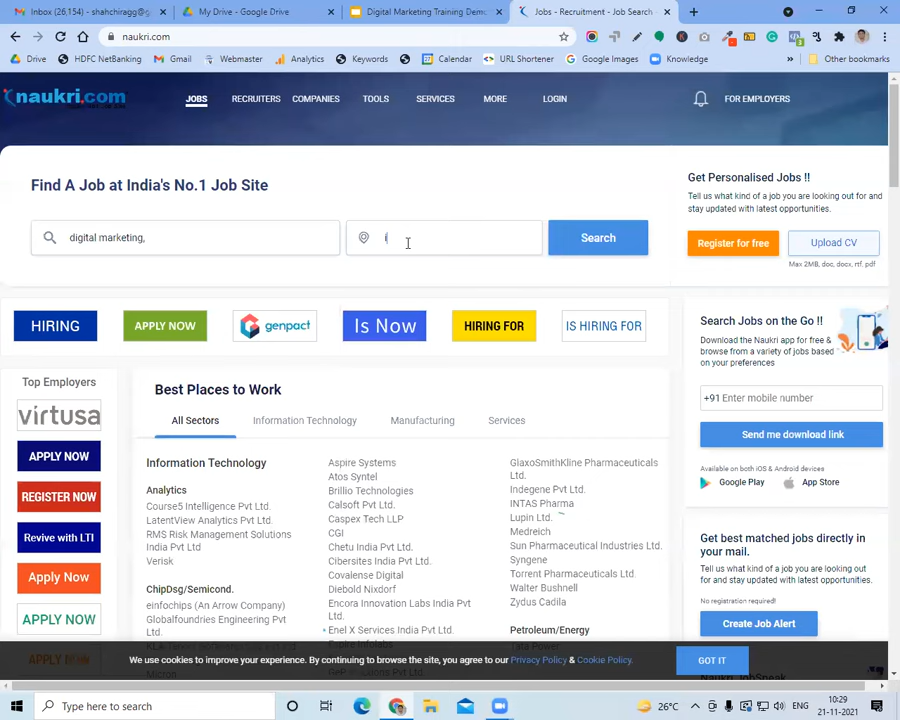 Inbox (26,154) - shahchiragg@g
My Drive - Google Drive
Digital Marketing Training Dem
Jobs - Recruitment - Job Search
naukri.com
Drive
HDFC NetBanking
Gmail
Webmaster
Analytics
Keywords
Calendar
URL Shortener
Google Images
Knowledge
»
Other bookmarks
naukri.com
JOBS
RECRUITERS
COMPANIES
TOOLS
SERVICES
MORE
LOGIN
FOR EMPLOYERS
Find A Job at India's No.1 Job Site
digital marketing,
i
Search
Get Personalised Jobs !!
Tell us what kind of a job you are looking out for and
stay updated with latest opportunities.
Register for free
Upload CV
Max 2MB, doc, docx, rtf, pdf
HIRING
APPLY NOW
genpact
Is Now
HIRING FOR
IS HIRING FOR
Top Employers
virtusa
APPLY NOW
REGISTER NOW
Revive with LTI
Apply Now
APPLY NOW
APPLY NOW
Best Places to Work
All Sectors
Information Technology
Manufacturing
Services
Information Technology
Analytics
Course5 Intelligence Pvt Ltd.
LatentView Analytics Pvt Ltd.
RMS Risk Management Solutions
India Pvt Ltd
Verisk
ChipDsg/Semicond.
einfochips (An Arrow Company)
Globalfoundries Engineering Pvt
Ltd.
Micron
Aspire Systems
Atos Syntel
Brillio Technologies
Calsoft Pvt Ltd.
Caspex Tech LLP
CGI
Chetu India Pvt Ltd.
Cibersites India Pvt Ltd.
Covalense Digital
Diebold Nixdorf
Encora Innovation Labs India Pvt
Ltd.
Enel X Services India Pvt Ltd.
GlaxoSmithKline Pharmaceuticals
Ltd.
Indegene Pvt Ltd.
INTAS Pharma
Lupin Ltd.
Medreich
Sun Pharmaceutical Industries Ltd.
Syngene
Torrent Pharmaceuticals Ltd.
Walter Bushnell
Zydus Cadila
Petroleum/Energy
Tata Power
Search Jobs on the Go !!
Download the Naukri app for free &
browse from a variety of jobs based
on your preferences
+91 Enter mobile number
Send me download link
Available on both iOS & Android devices
Google Play
App Store
Get best matched jobs directly in
your mail.
Tell us what kind of a job you are looking out for and
stay updated with latest opportunities.
No registration required!
Create Job Alert
We use cookies to improve your experience. By continuing to browse the site, you agree to our Privacy Policy & Cookie Policy.
GOT IT
Type here to search
26°C
ENG
10:29
21-11-2021